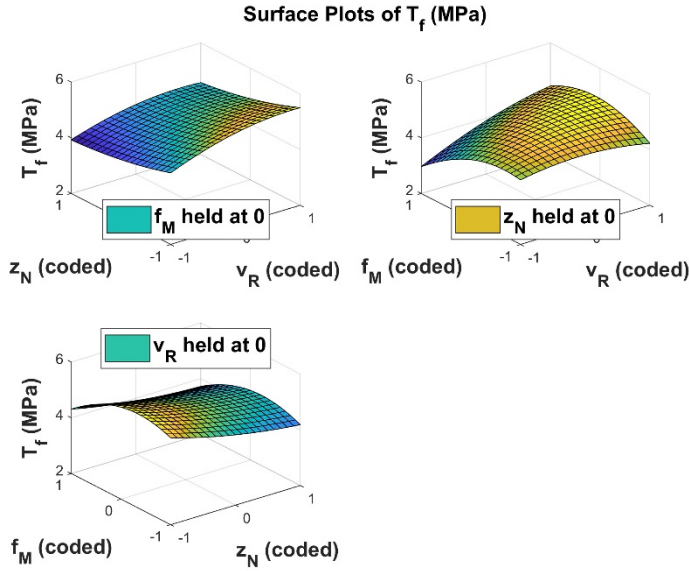 Surface Plots of T_f (MPa)
6
4
2
T_f (MPa)
1
-1
-1
0
1
z_N (coded)
v_R (coded)
f_M held at 0
6
4
2
T_f (MPa)
1
-1
-1
0
1
f_M (coded)
v_R (coded)
z_N held at 0
6
4
2
T_f (MPa)
1
0
-1
-1
0
1
f_M (coded)
z_N (coded)
v_R held at 0